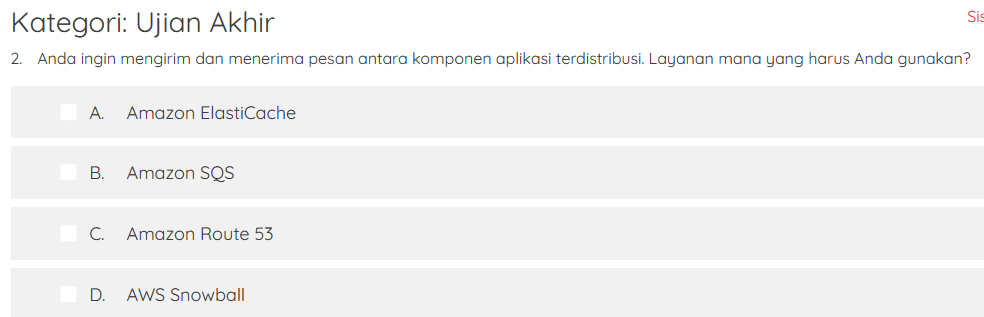 Kategori: Ujian Akhir
Sis
2. Anda ingin mengirim dan menerima pesan antara komponen aplikasi terdistribusi. Layanan mana yang harus Anda gunakan?
A. Amazon ElastiCache
B. Amazon SQS
C. Amazon Route 53
D. AWS Snowball